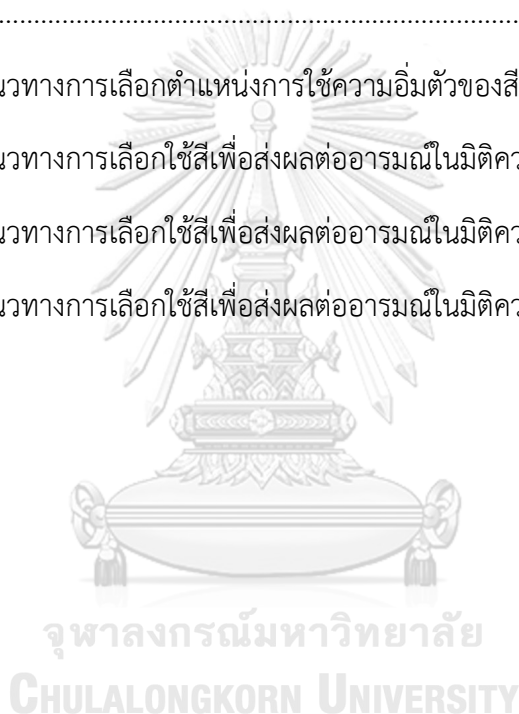 ........................................................................
แนวทางการเลือกตำแหน่งการใช้ความอิ่มตัวของสี
แนวทางการเลือกใช้สีเพื่อส่งผลต่ออารมณ์ในมิติคว
แนวทางการเลือกใช้สีเพื่อส่งผลต่ออารมณ์ในมิติคว
แนวทางการเลือกใช้สีเพื่อส่งผลต่ออารมณ์ในมิติคว
จุฬาลงกรณ์มหาวิทยาลัย
CHULALONGKORN UNIVERSITY